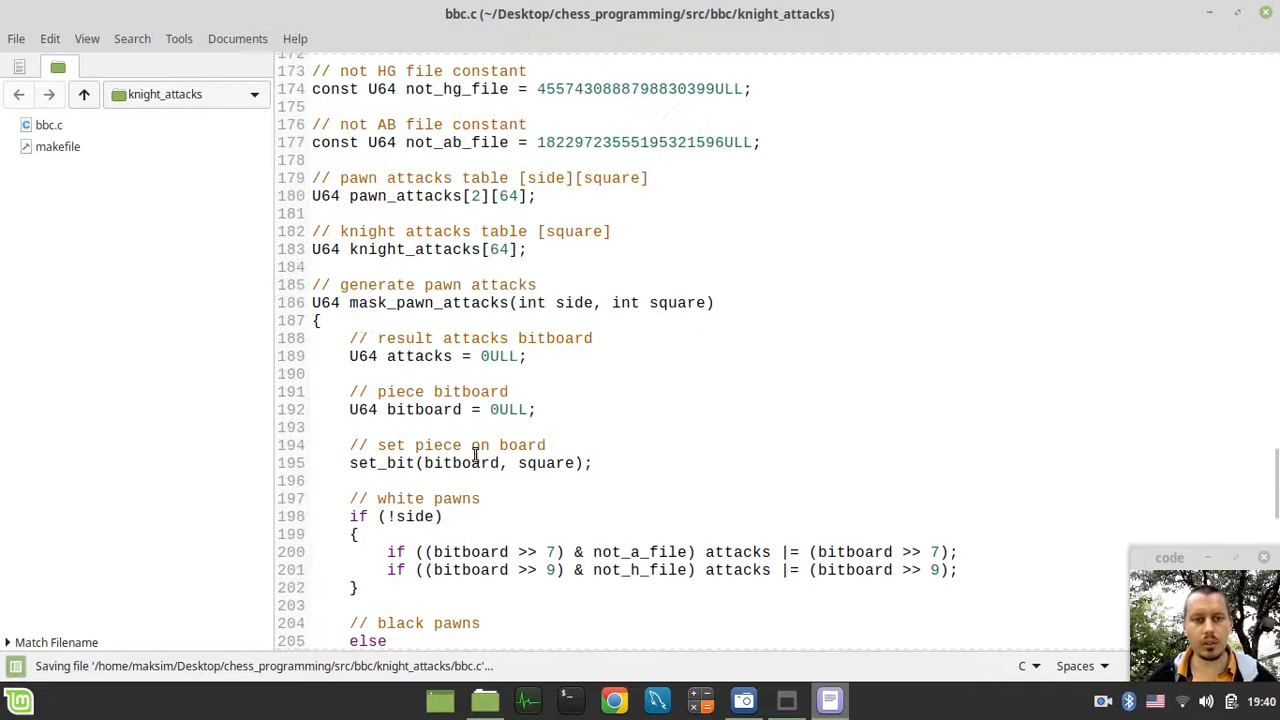 bbc.c (~/Desktop/chess_programming/src/bbc/knight_attacks)
File Edit View Search Tools Documents Help
knight_attacks
bbc.c
makefile
Match Filename
172
173 // not HG file constant
174 const U64 not_hg_file = 4557430888798830399ULL;
175
176 // not AB file constant
177 const U64 not_ab_file = 18229723555195321596ULL;
178
179 // pawn attacks table [side][square]
180 U64 pawn_attacks[2][64];
181
182 // knight attacks table [square]
183 U64 knight_attacks[64];
184
185 // generate pawn attacks
186 U64 mask_pawn_attacks(int side, int square)
187 {
188     // result attacks bitboard
189     U64 attacks = 0ULL;
190
191     // piece bitboard
192     U64 bitboard = 0ULL;
193
194     // set piece on board
195     set_bit(bitboard, square);
196
197     // white pawns
198     if (!side)
199     {
200         if ((bitboard >> 7) & not_a_file) attacks |= (bitboard >> 7);
201         if ((bitboard >> 9) & not_h_file) attacks |= (bitboard >> 9);
202     }
203
204     // black pawns
205     else
code
Saving file '/home/maksim/Desktop/chess_programming/src/bbc/knight_attacks/bbc.c'...
C Spaces
19:40